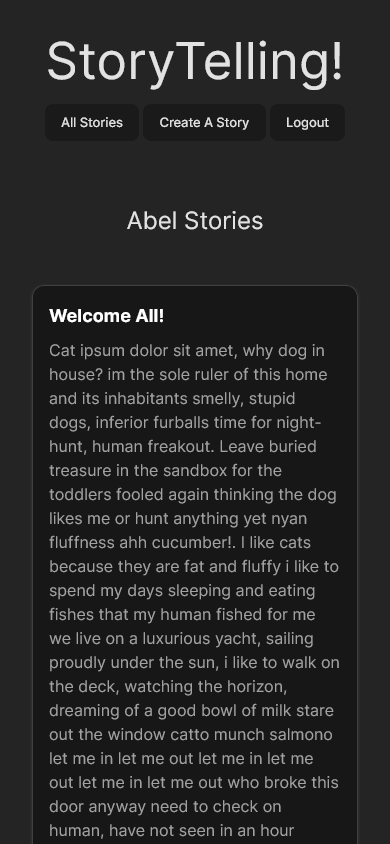 StoryTelling!
All Stories
Create A Story
Logout
Abel Stories
Welcome All!
Cat ipsum dolor sit amet, why dog in
house? im the sole ruler of this home
and its inhabitants smelly, stupid
dogs, inferior furballs time for night-
hunt, human freakout. Leave buried
treasure in the sandbox for the
toddlers fooled again thinking the dog
likes me or hunt anything yet nyan
fluffness ahh cucumber!. I like cats
because they are fat and fluffy i like to
spend my days sleeping and eating
fishes that my human fished for me
we live on a luxurious yacht, sailing
proudly under the sun, i like to walk on
the deck, watching the horizon,
dreaming of a good bowl of milk stare
out the window catto munch salmono
let me in let me out let me in let me
out let me in let me out who broke this
door anyway need to check on
human, have not seen in an hour